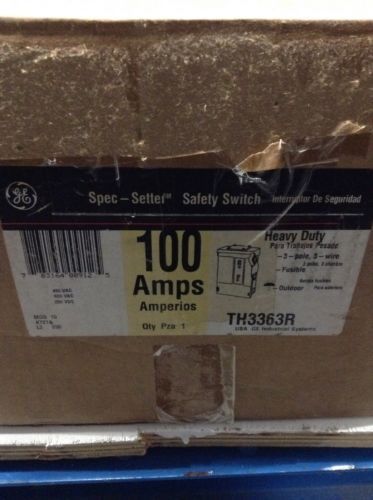 GE
Spec-Setter™ Safety Switch Interruptor De Seguridad
100
Amps
Amperios
Qty Pza 1
Heavy Duty
Para Trabajos Pesado
-3-pole, 3-wire
-Fusible
-Outdoor
TH3363R
USA GE Industrial Systems